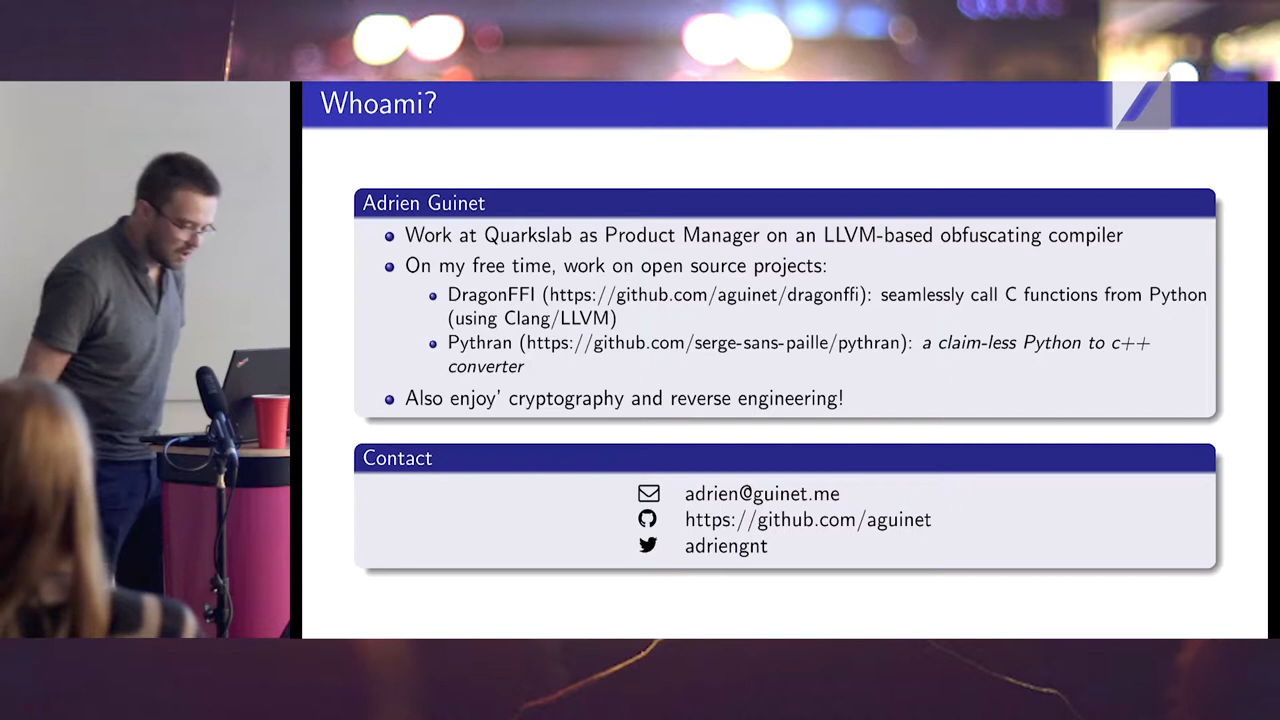 Whoami?
Adrien Guinet
Work at Quarkslab as Product Manager on an LLVM-based obfuscating compiler
On my free time, work on open source projects:
DragonFFI (https://github.com/aguinet/dragonffi): seamlessly call C functions from Python
(using Clang/LLVM)
Pythran (https://github.com/serge-sans-paille/pythran): a claim-less Python to c++
converter
Also enjoy' cryptography and reverse engineering!
Contact
adrien@guinet.me
https://github.com/aguinet
adriengnt